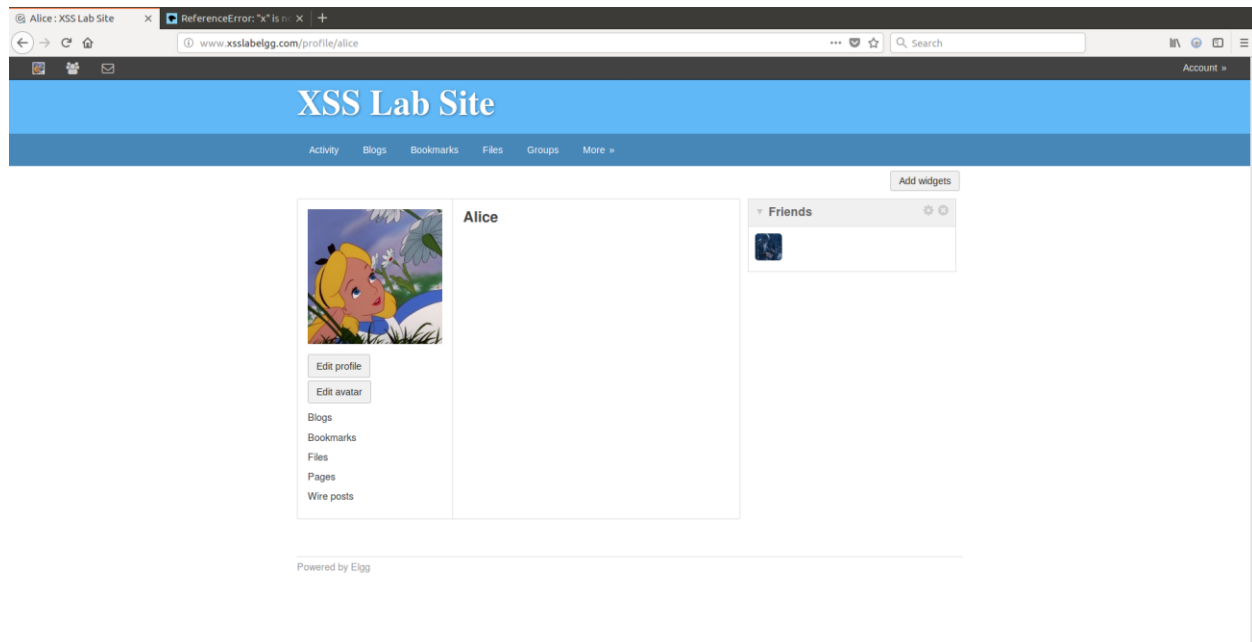 Alice : XSS Lab Site
ReferenceError: "x" is
www.xsslabelgg.com/profile/alice
Search
Account »
XSS Lab Site
Activity Blogs Bookmarks Files Groups More »
Add widgets
Alice
Friends
Edit profile
Edit avatar
Blogs
Bookmarks
Files
Pages
Wire posts
Powered by Elgg